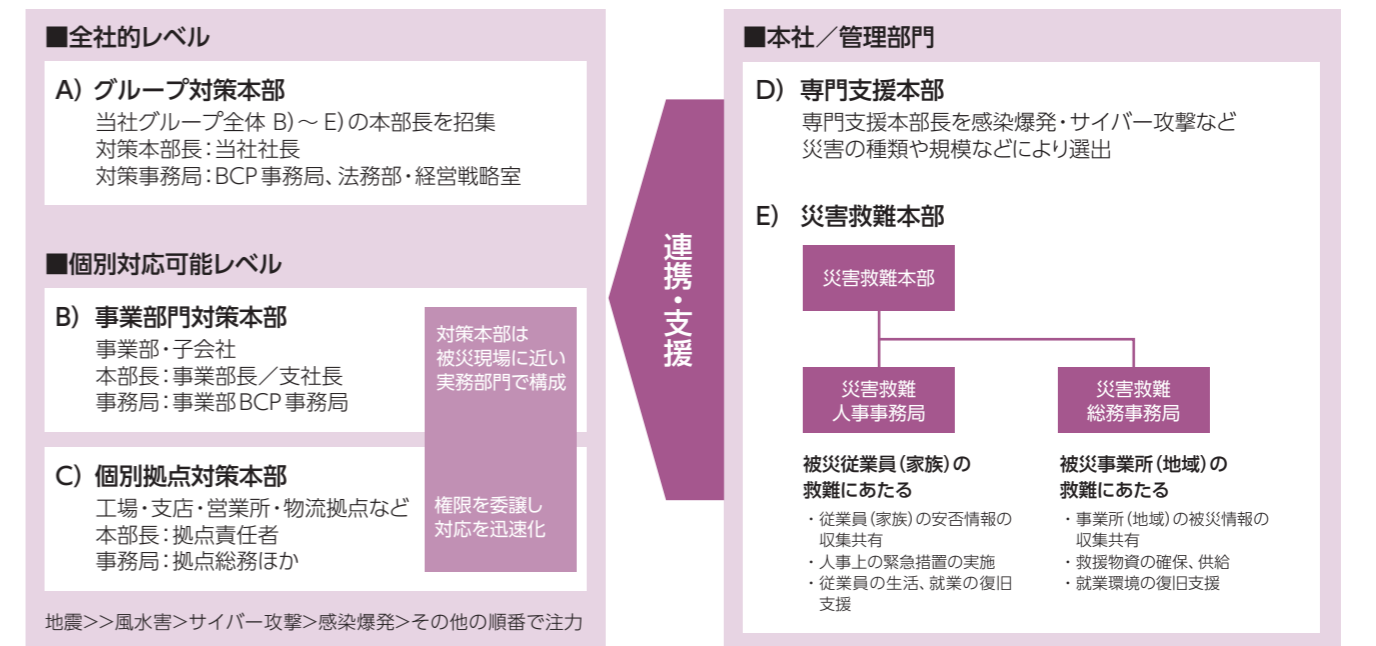 ■全社的レベル
A) グループ対策本部
当社グループ全体 B)～ E)の本部長を招集
対策本部長：当社社長
対策事務局：BCP事務局、法務部・経営戦略室
■個別対応可能レベル
B) 事業部門対策本部
事業部・子会社
本部長：事業部長／支社長
事務局：事業部BCP事務局
C) 個別拠点対策本部
工場・支店・営業所・物流拠点など
本部長：拠点責任者
事務局：拠点総務ほか
対策本部は
被災現場に近い
実務部門で構成
権限を委譲し
対応を迅速化
地震>>風水害>サイバー攻撃>感染爆発>その他の順番で注力
連携・支援
■本社／管理部門
D) 専門支援本部
専門支援本部長を感染爆発・サイバー攻撃など
災害の種類や規模などにより選出
E) 災害救難本部
災害救難本部
災害救難
人事事務局
被災従業員(家族)の
救難にあたる
・従業員(家族)の安否情報の
収集共有
・人事上の緊急措置の実施
・従業員の生活、就業の復旧
支援
災害救難
総務事務局
被災事業所(地域)の
救難にあたる
・事業所(地域)の被災情報の
収集共有
・救援物資の確保、供給
・就業環境の復旧支援